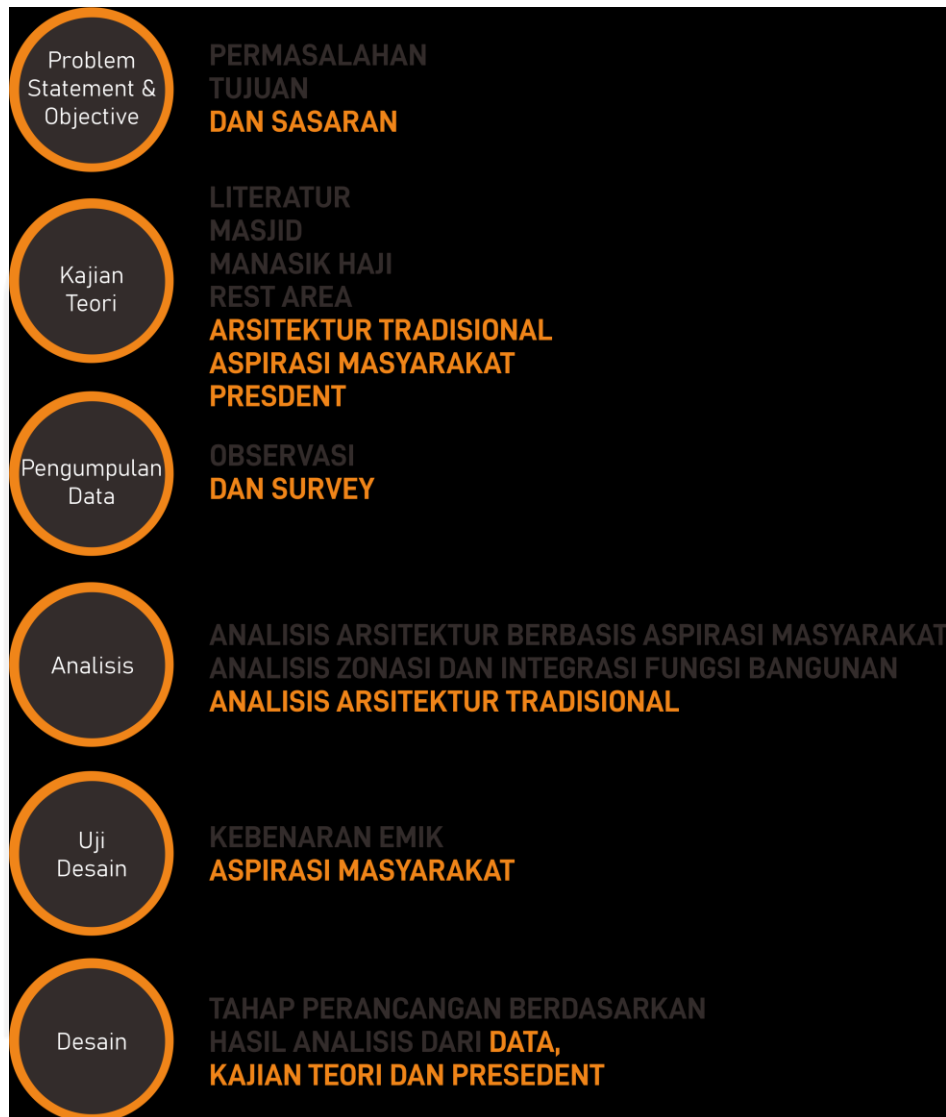 Problem
Statement &
Objective
PERMASALAHAN
TUJUAN
DAN SASARAN
Kajian
Teori
LITERATUR
MASJID
MANASIK HAJI
REST AREA
ARSITEKTUR TRADISIONAL
ASPIRASI MASYARAKAT
PRESDENT
Pengumpulan
Data
OBSERVASI
DAN SURVEY
Analisis
ANALISIS ARSITEKTUR BERBASIS ASPIRASI MASYARAKAT
ANALISIS ZONASI DAN INTEGRASI FUNGSI BANGUNAN
ANALISIS ARSITEKTUR TRADISIONAL
Uji
Desain
KEBENARAN EMIK
ASPIRASI MASYARAKAT
Desain
TAHAP PERANCANGAN BERDASARKAN
HASIL ANALISIS DARI DATA,
KAJIAN TEORI DAN PRESEDENT